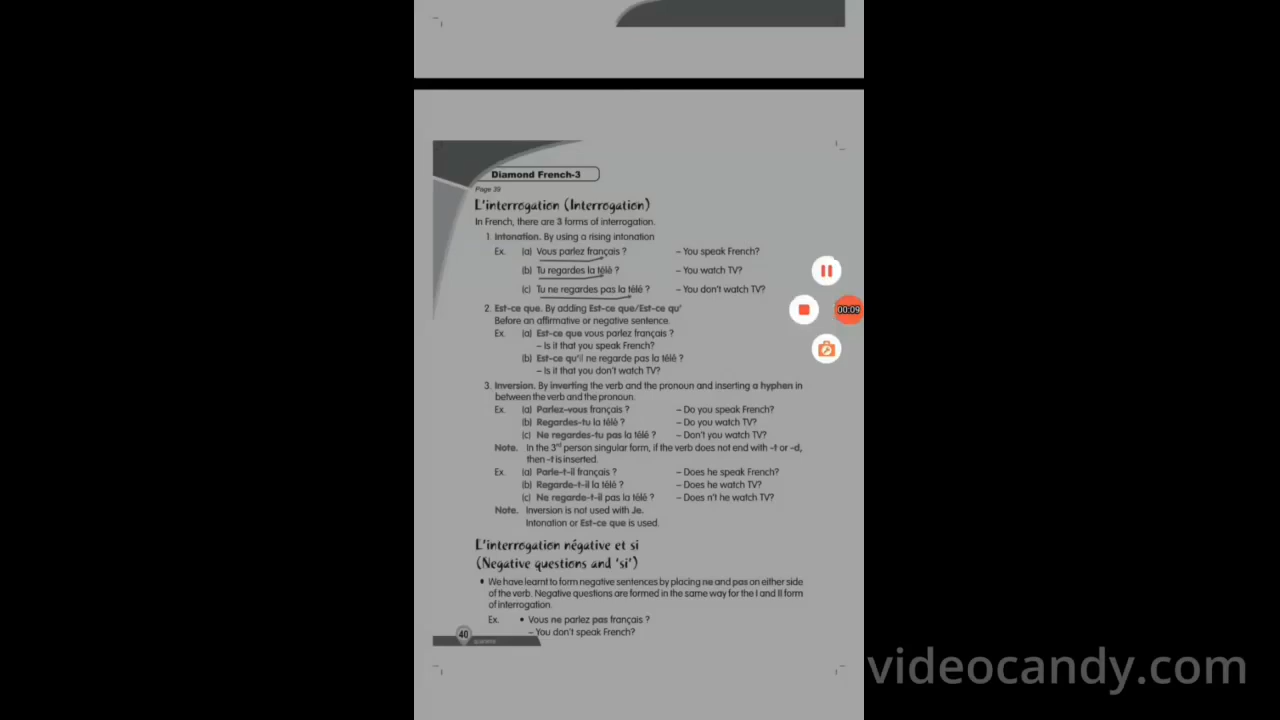 Diamond French-3
Page 39
L'interrogation (Interrogation)
In French, there are 3 forms of interrogation.
1. Intonation. By using a rising intonation
Ex. (a) Vous parlez français ? – You speak French?
(b) Tu regardes la télé ? – You watch TV?
(c) Tu ne regardes pas la télé ? – You don't watch TV?
2. Est-ce que. By adding Est-ce que/Est-ce qu'
Before an affirmative or negative sentence.
Ex. (a) Est-ce que vous parlez français ?
– Is it that you speak French?
(b) Est-ce qu'il ne regarde pas la télé ?
– Is it that you don't watch TV?
3. Inversion. By inverting the verb and the pronoun and inserting a hyphen in
between the verb and the pronoun.
Ex. (a) Parlez-vous français ? – Do you speak French?
(b) Regardes-tu la télé ? – Do you watch TV?
(c) Ne regardes-tu pas la télé ? – Don't you watch TV?
Note. In the 3rd person singular form, if the verb does not end with -t or -d,
then -t is inserted.
Ex. (a) Parle-t-il français ? – Does he speak French?
(b) Regarde-t-il la télé ? – Does he watch TV?
(c) Ne regarde-t-il pas la télé ? – Does n't he watch TV?
Note. Inversion is not used with Je.
Intonation or Est-ce que is used.
L'interrogation négative et si
(Negative questions and 'si')
• We have learnt to form negative sentences by placing ne and pas on either side
of the verb. Negative questions are formed in the same way for the I and II form
of interrogation.
Ex. • Vous ne parlez pas français ?
– You don't speak French?
40
00:09
videocandy.com